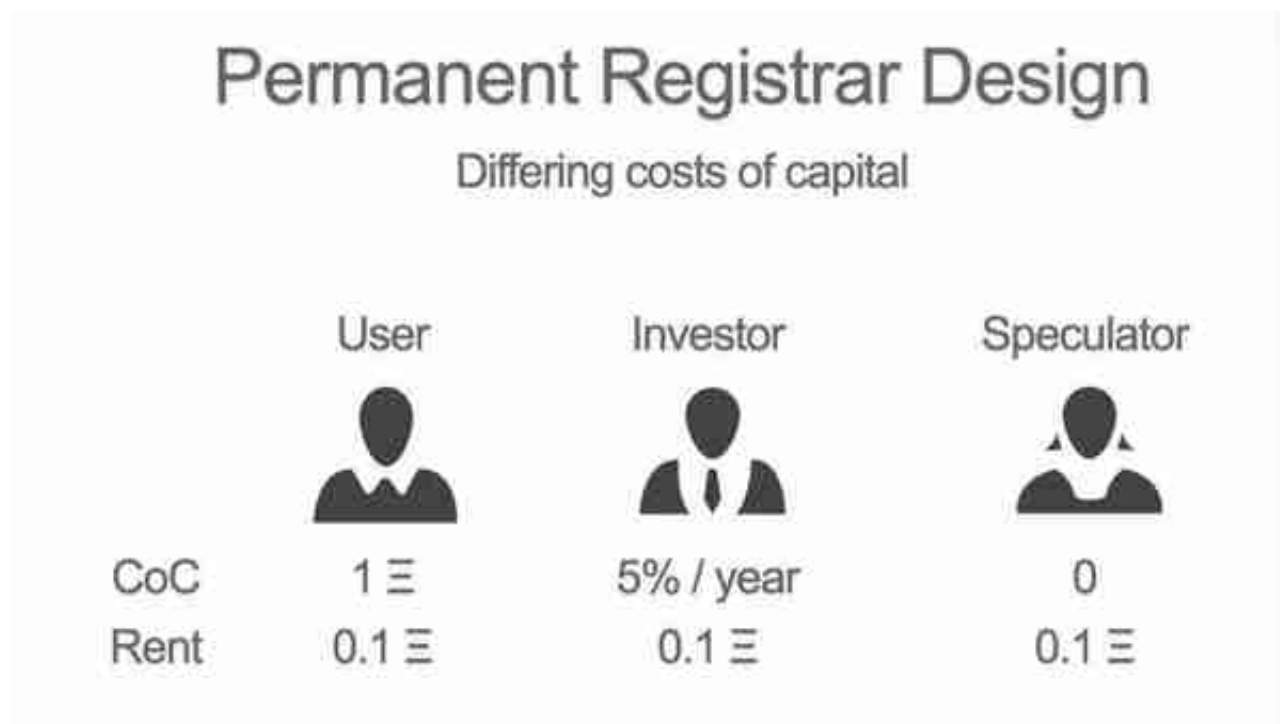 Permanent Registrar Design
Differing costs of capital
User Investor Speculator
CoC 1 Ξ 5% / year 0
Rent 0.1 Ξ 0.1 Ξ 0.1 Ξ